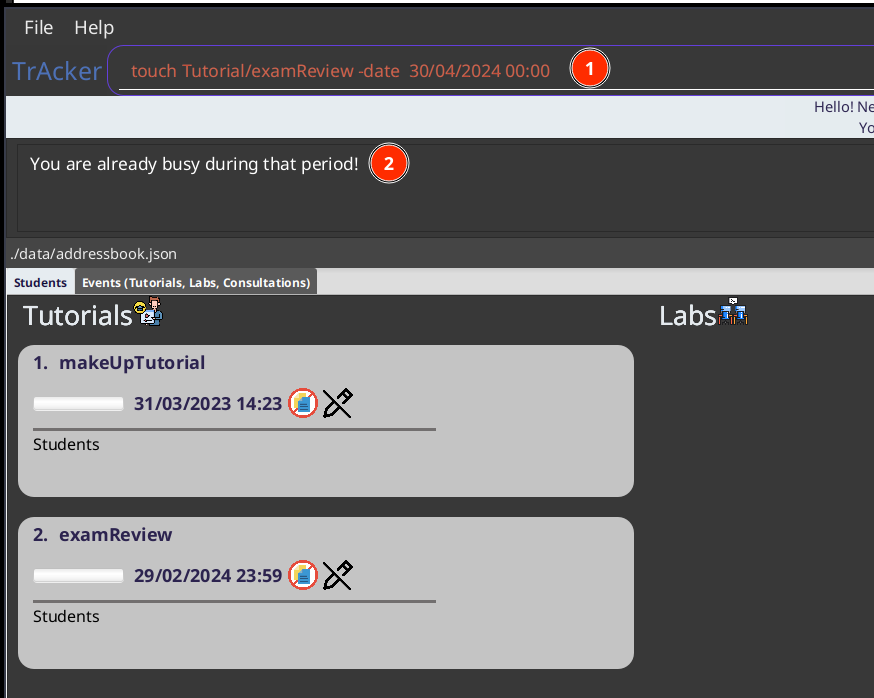 File Help
TrAcker touch Tutorial/examReview -date 30/04/2024 00:00 1
Hello! Ne
Yo
You are already busy during that period! 2
./data/addressbook.json
Students Events (Tutorials, Labs, Consultations)
Tutorials Labs
1. makeUpTutorial
31/03/2023 14:23
Students
2. examReview
29/02/2024 23:59
Students